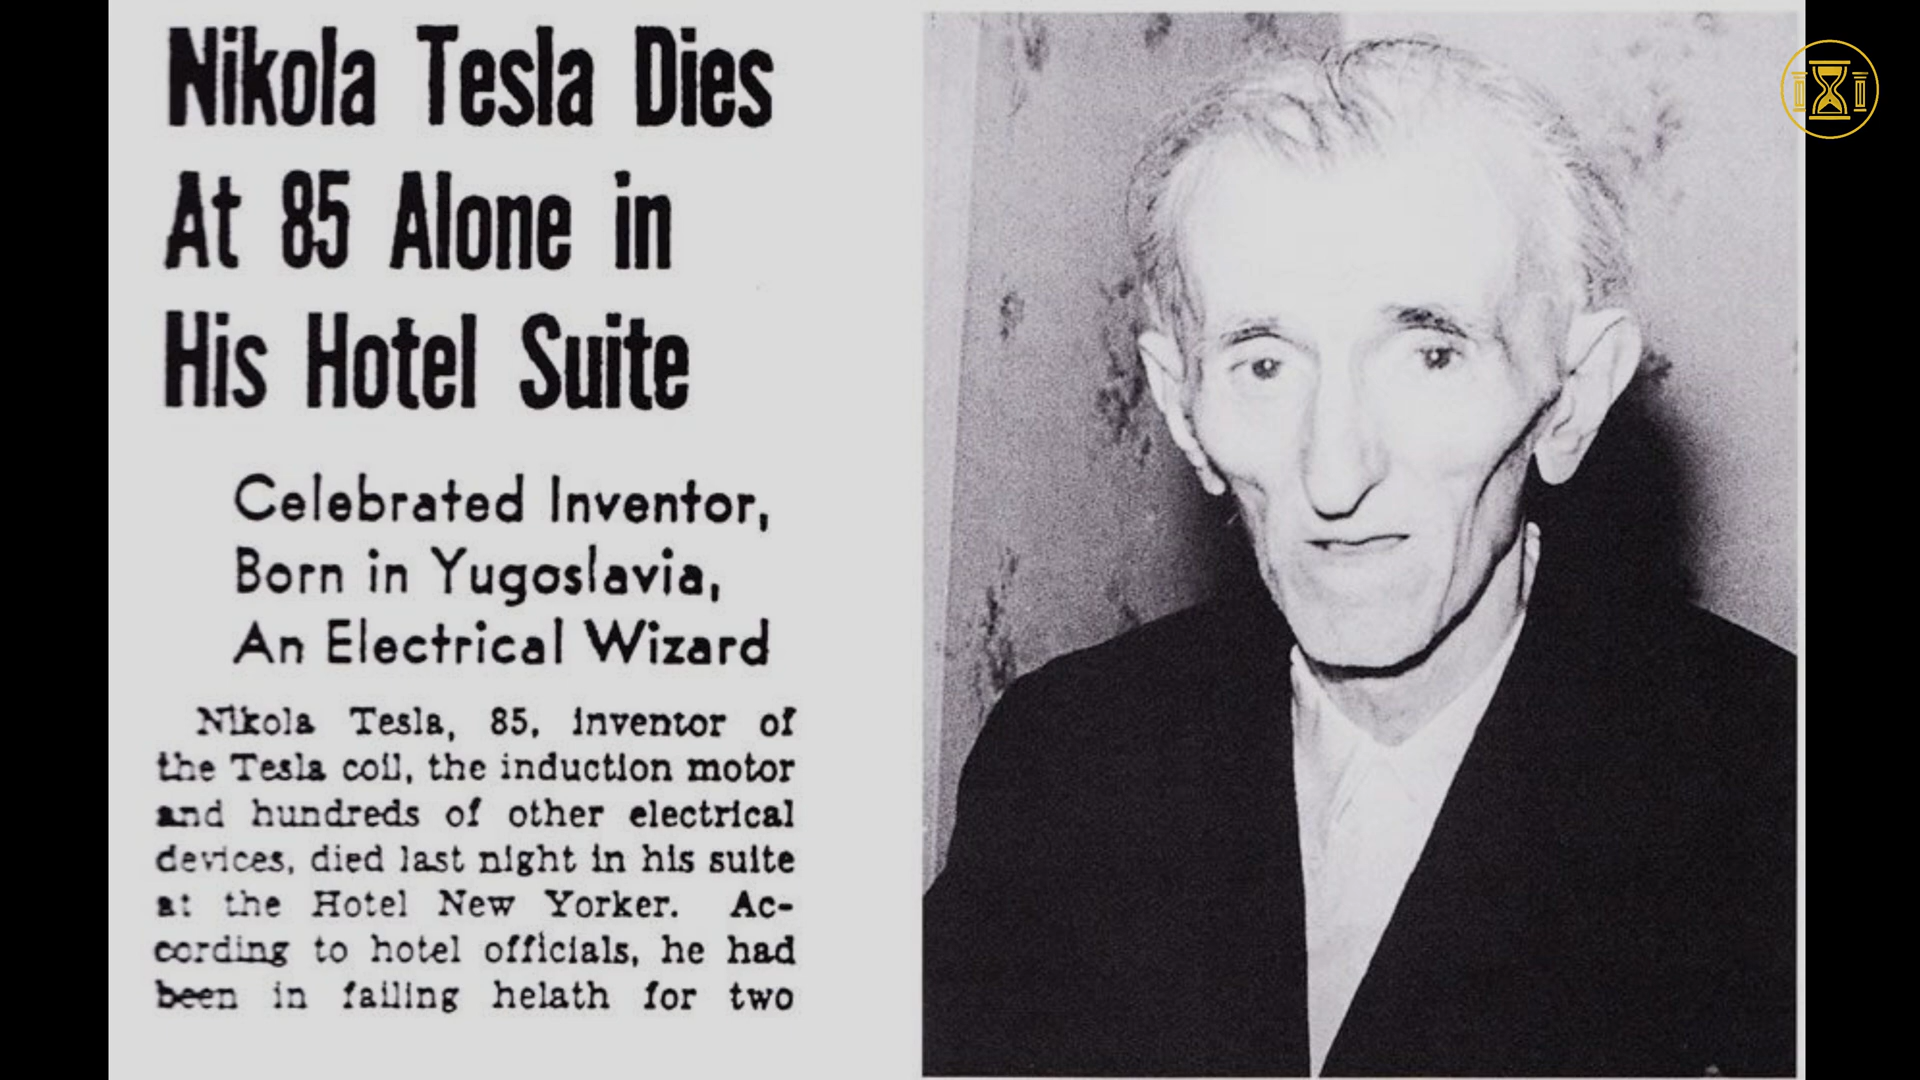 Nikola Tesla Dies
At 85 Alone in
His Hotel Suite
Celebrated Inventor,
Born in Yugoslavia,
An Electrical Wizard
Nikola Tesla, 85, inventor of
the Tesla coil, the induction motor
and hundreds of other electrical
devices, died last night in his suite
at the Hotel New Yorker. Ac-
cording to hotel officials, he had
been in failing helath for two